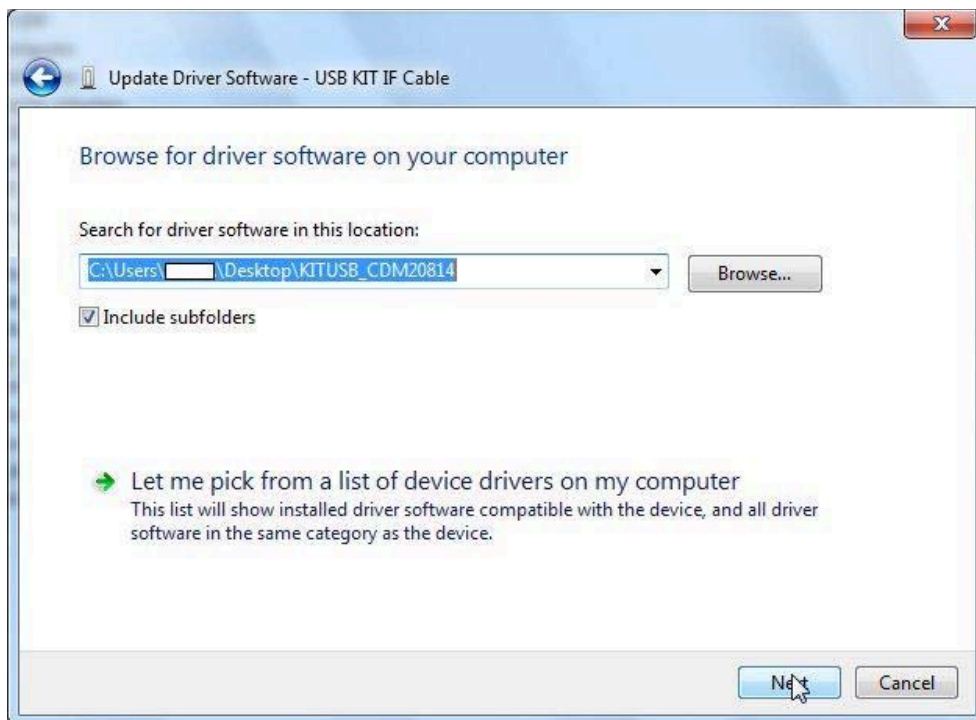 X
Update Driver Software - USB KIT IF Cable
Browse for driver software on your computer
Search for driver software in this location:
C:\Users\ \Desktop\KITUSB_CDM20814
Browse...
Include subfolders
Let me pick from a list of device drivers on my computer
This list will show installed driver software compatible with the device, and all driver
software in the same category as the device.
Next
Cancel